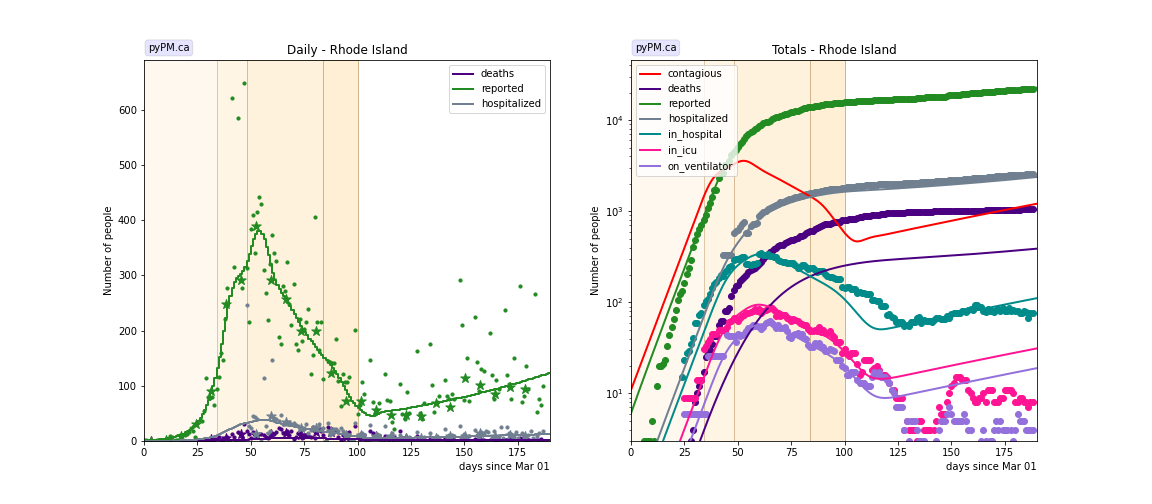 pyPM.ca
Daily - Rhode Island
Number of people
600
500
400
300
200
100
0
0 25 50 75 100 125 150 175
days since Mar 01
deaths
reported
hospitalized
pyPM.ca
Totals - Rhode Island
Number of people
10⁴
10³
10²
10¹
0 25 50 75 100 125 150 175
days since Mar 01
contagious
deaths
reported
hospitalized
in_hospital
in_icu
on_ventilator